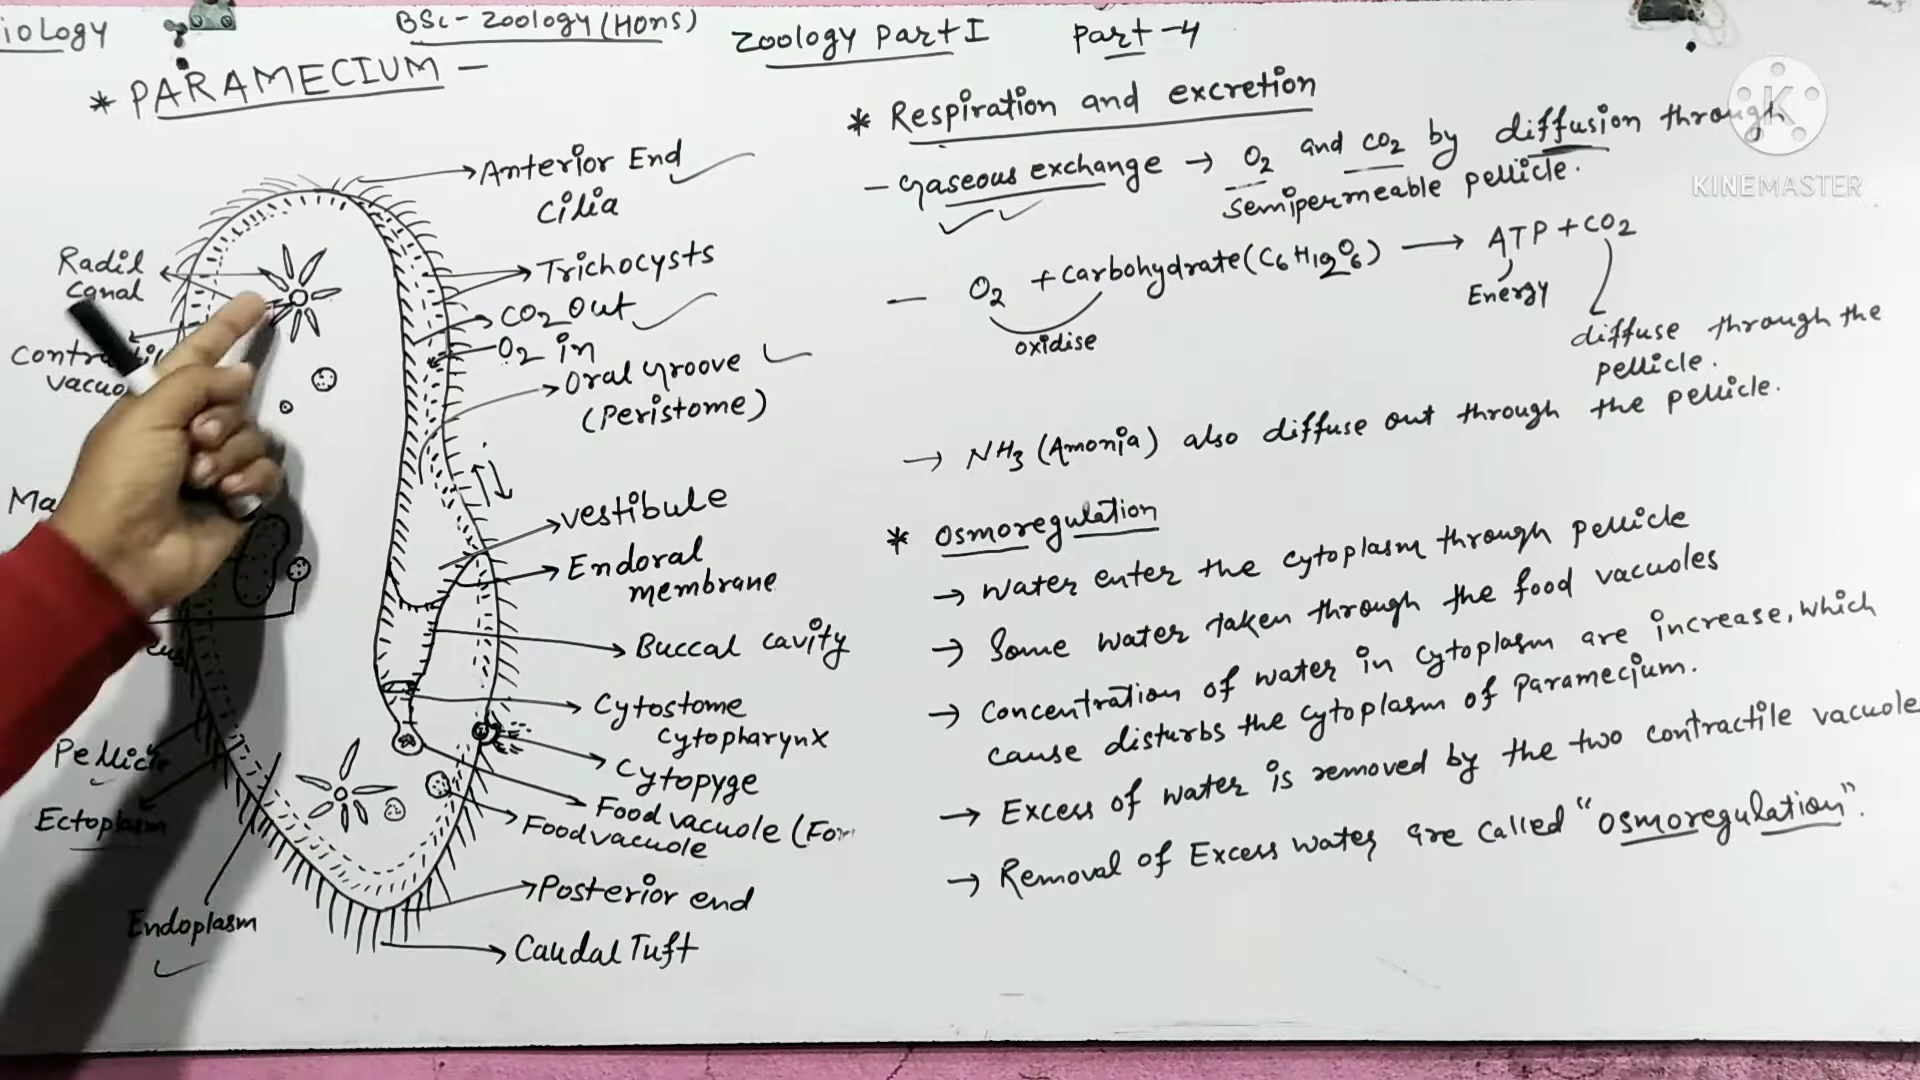 BSc- Zoology (Hons)
Zoology Part I Part-4
* PARAMECIUM -
Anterior End
Cilia
Trichocysts
CO2 Out
O2 in
Oral Groove
(Peristome)
vestibule
Endoral
membrane
Buccal cavity
Cytostome
Cytopharynx
Cytopyge
Food vacuole
Food vacuole
Posterior end
Caudal Tuft
Radil
Canal
Pellicle
Ectoplasm
Endoplasm
* Respiration and excretion
- Gaseous exchange → O2 and CO2 by diffusion through
semipermeable pellicle.
— O2 + Carbohydrate (C6H12O6) → ATP + CO2
oxidise
Energy
diffuse through the
pellicle.
→ NH3 (Amonia) also diffuse out through the pellicle.
* Osmoregulation
→ Water enter the cytoplasm through pellicle
→ Some water taken through the food vacuoles
→ Concentration of water in cytoplasm are increase, which
cause disturbs the cytoplasm of Paramecium.
→ Excess of water is removed by the two contractile vacuole
→ Removal of Excess water are called "Osmoregulation".
K
KINEMASTER